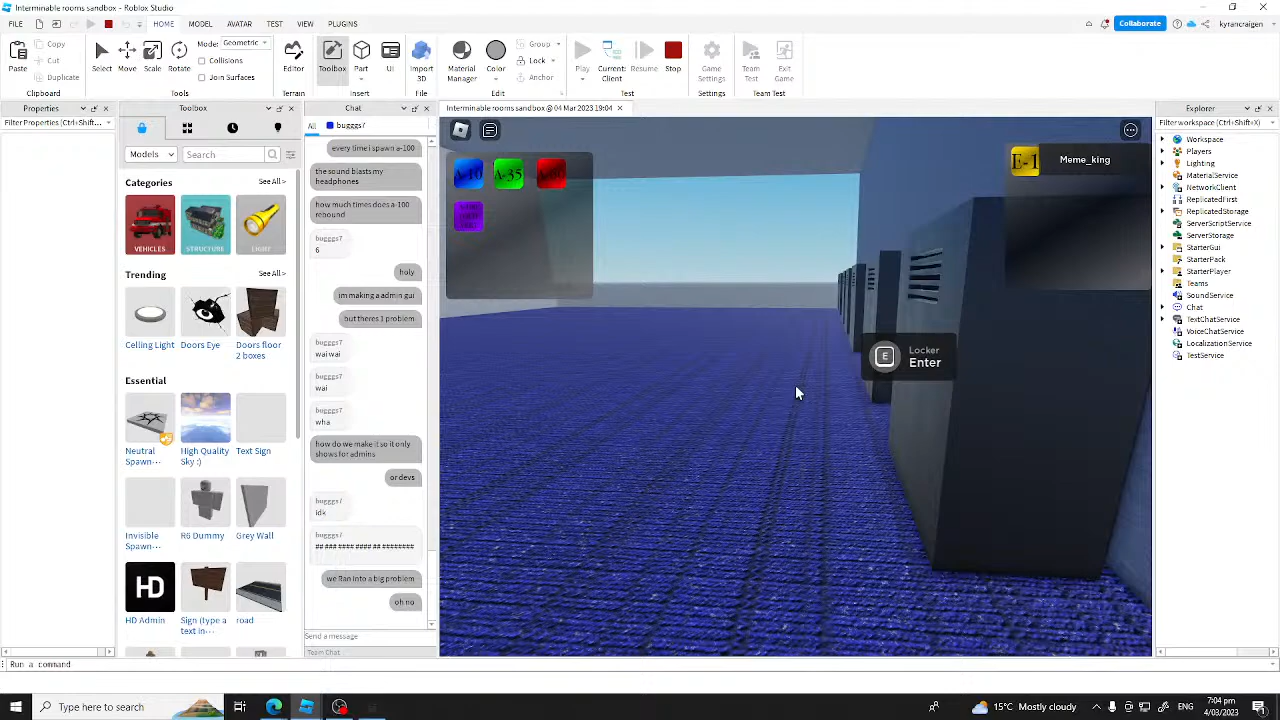 Interminable rooms sandbox - Roblox Studio
FILE HOME MODEL AVATAR TEST VIEW PLUGINS Collaborate kyrancraigen
Paste Copy Cut Duplicate Clipboard
Select Move Scale Rotate Mode: Geometric Collisions Join Surfaces Tools
Editor Terrain
Toolbox Part UI Insert
Import 3D File
Material Manager Color Group Lock Anchor Edit
Play Current: Client Resume Stop Test
Game Settings Settings
Team Test Exit Game Team Test
Properties
Filter Properties (Ctrl+Shift...
Toolbox
Models Search
Categories See All>
VEHICLES STRUCTURE LIGHT
Trending See All>
Celling Light Doors Eye Doors floor 2 boxes
Essential
Neutral Spawn... High Quality Sky :) Text Sign
Invisible Spawn... R6 Dummy Grey Wall
HD
HD Admin Sign (type a text in... road
Chat
All buggs7
every time i spawn a-100
the sound blasts my
headphones
how much times does a-100
rebound
buggs7
6
holy
im making a admin gui
but theres 1 problem
buggs7
wai wai
buggs7
wai
buggs7
wha
how do we make it so it only
shows for admins
or devs
buggs7
idk
buggs7
## #### #### #### ## ########
we Ran into a big problem
oh no
Send a message
Team Chat
Interminable rooms sandbox @ 04 Mar 2023 19:04
A-35
E-1 Meme_king
E
Locker
Enter
Explorer
Filter workspace (Ctrl+Shift+X)
Workspace
Players
Lighting
MaterialService
NetworkClient
ReplicatedFirst
ReplicatedStorage
ServerScriptService
ServerStorage
StarterGui
StarterPack
StarterPlayer
Teams
SoundService
Chat
TextChatService
VoiceChatService
LocalizationService
TestService
Run a command
Type here to search
15°C Mostly cloudy
ENG
7:04 pm
4/03/2023